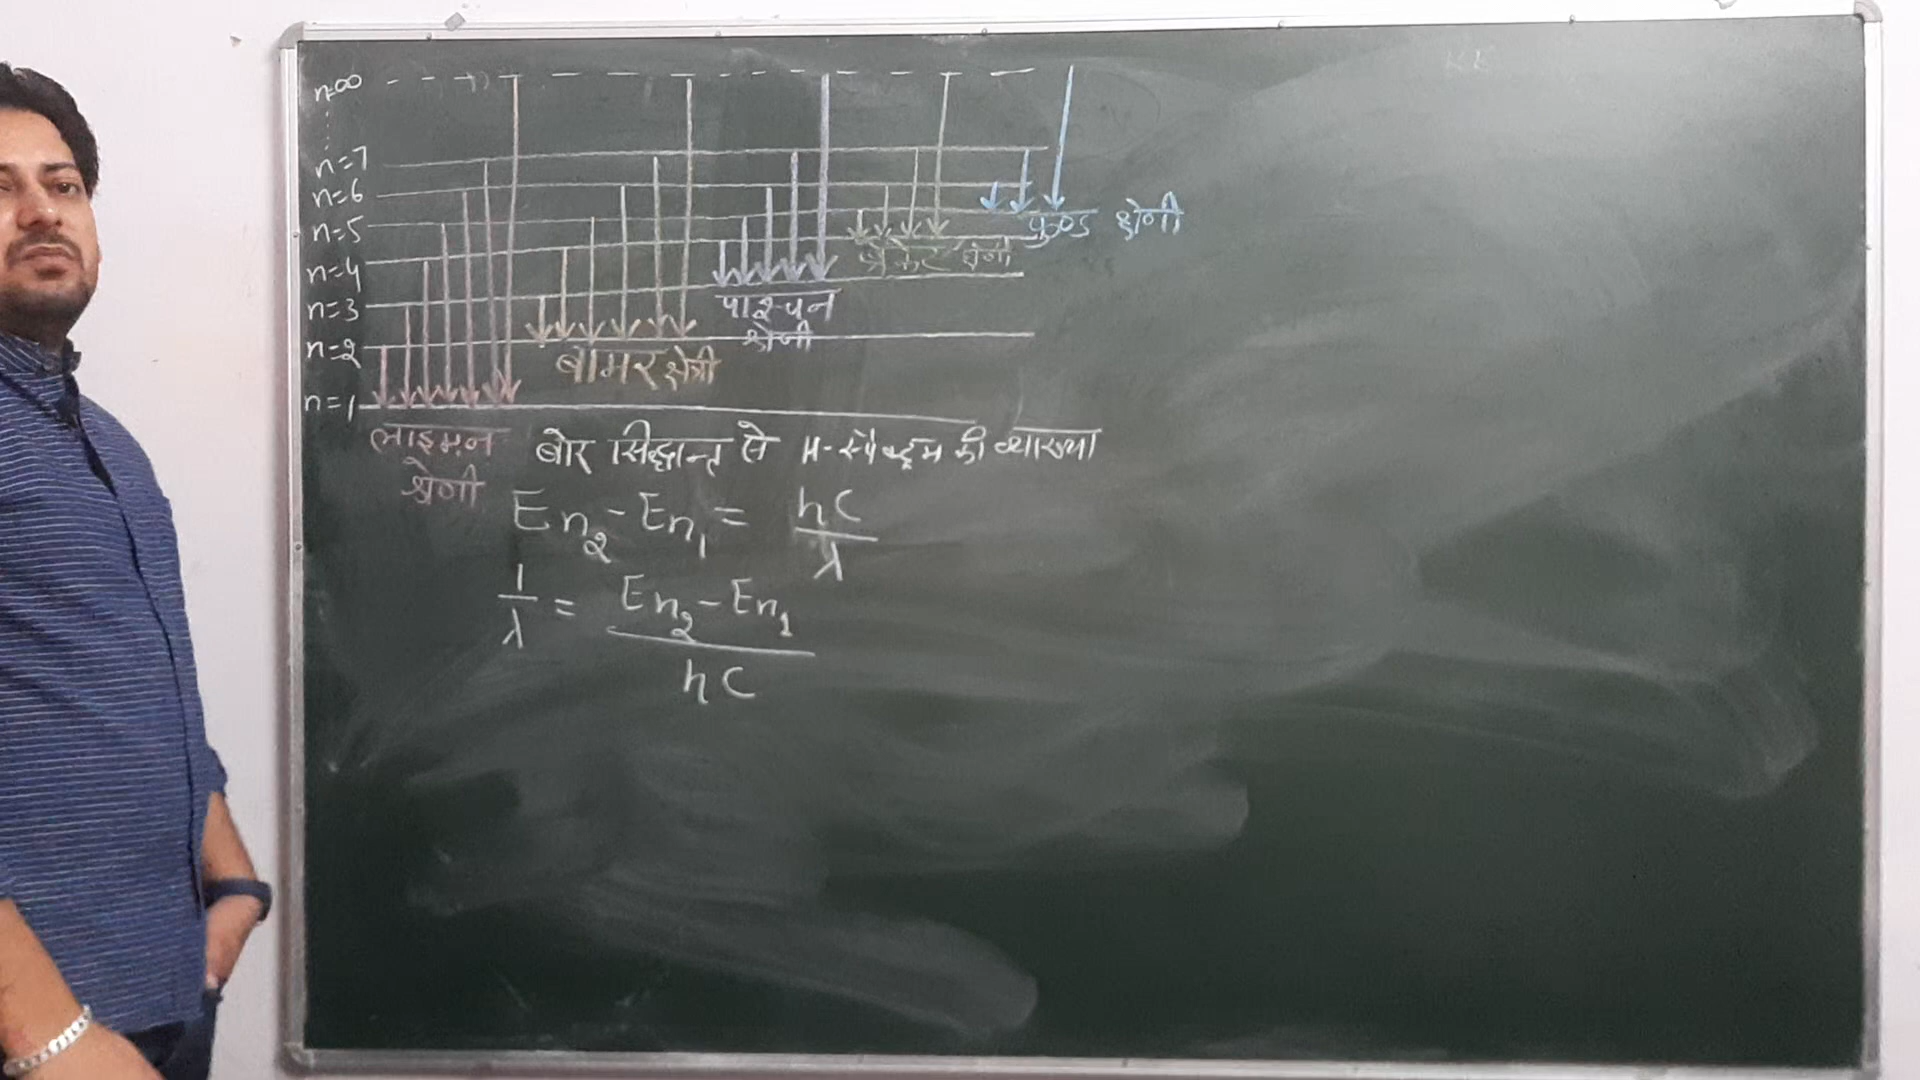 n=∞
n=7
n=6
n=5
n=4
n=3
n=2
n=1
फुण्ड श्रेणी
ब्रैकेट श्रेणी
पाश्चन
श्रेणी
बामर श्रेणी
लाइमन
श्रेणी
बोर सिद्धान्त से H-स्पैक्ट्रम की व्याख्या
En₂ - En₁ = hc/λ
1/λ = En₂ - En₁/hc